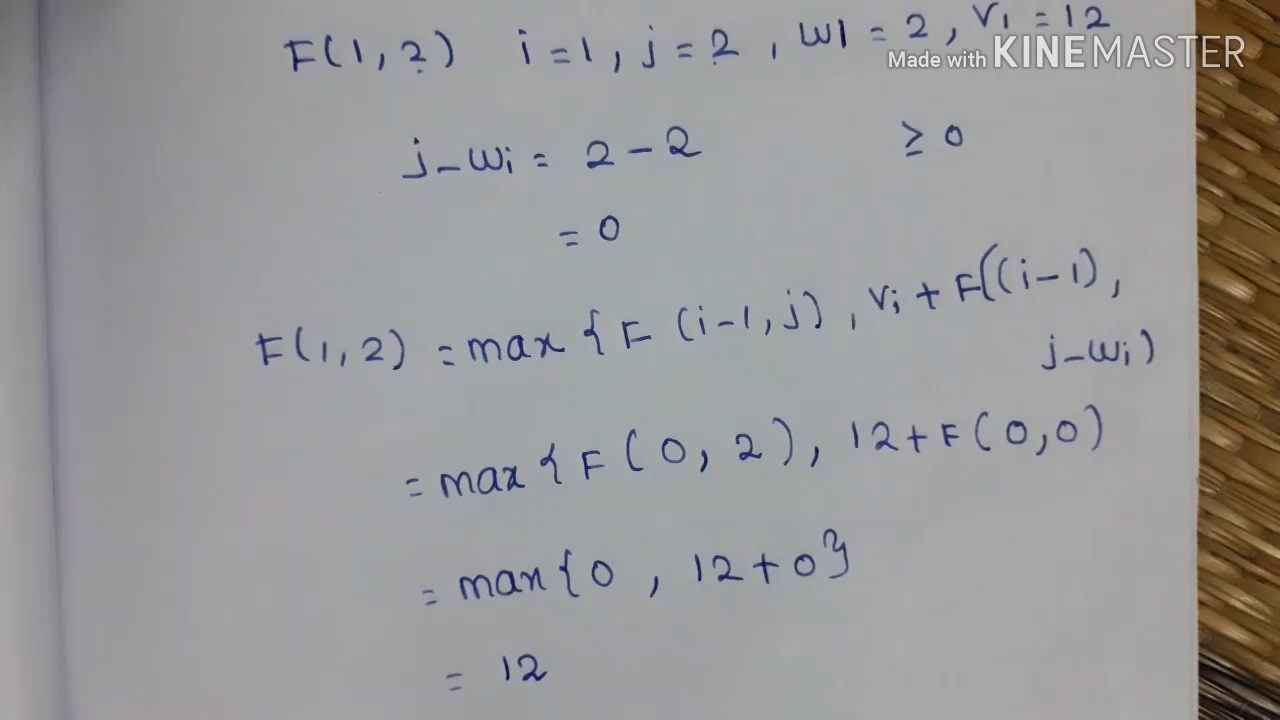 F(1,2) i=1, j=2, w1=2, V1=12
Made with KINEMASTER
j-wi = 2-2 ≥ 0
= 0
F(1,2) = max { F (i-1,j), vi + F((i-1),
j-wi)
= max { F (0,2), 12+F(0,0)
= max {0, 12+0}
= 12